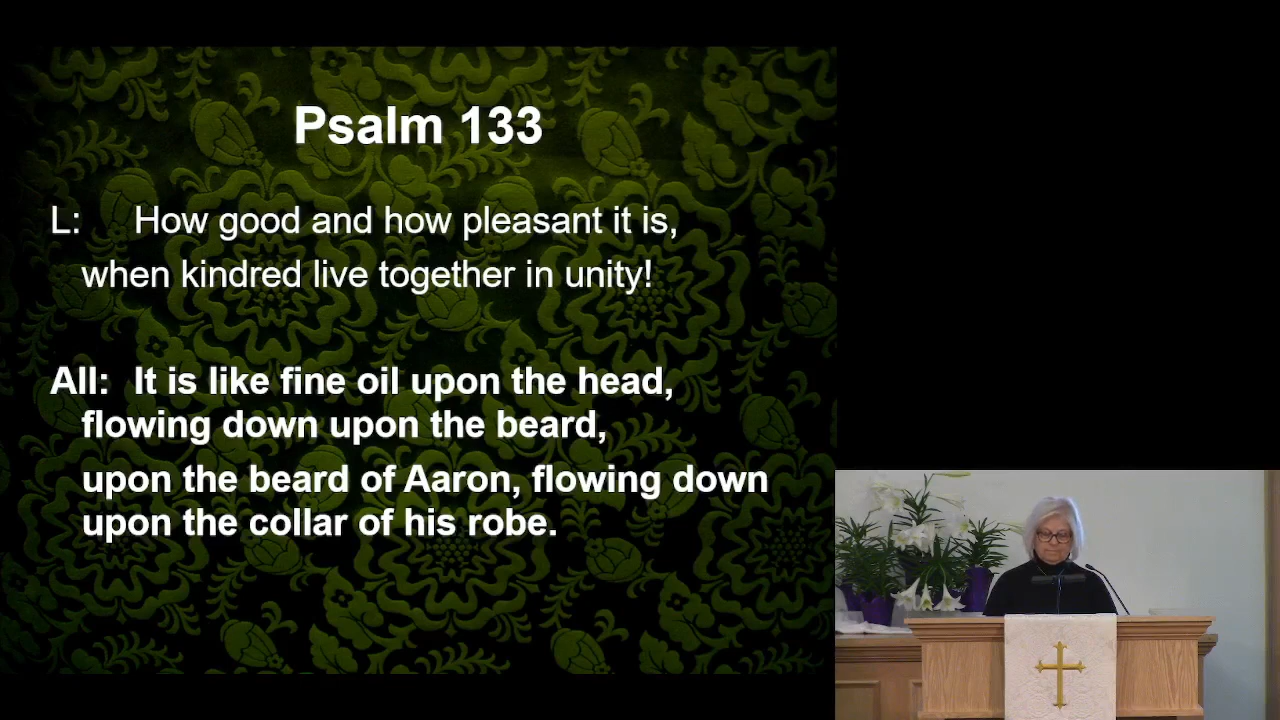 Psalm 133
L: How good and how pleasant it is,
when kindred live together in unity!
All: It is like fine oil upon the head,
flowing down upon the beard,
upon the beard of Aaron, flowing down
upon the collar of his robe.